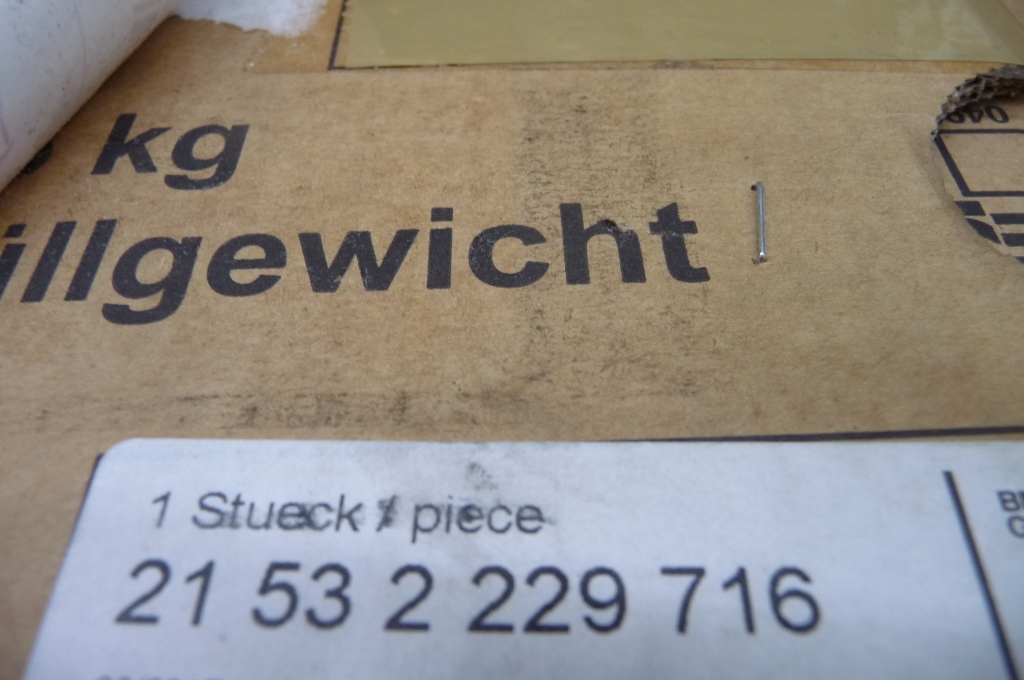 kg
illgewicht
1 Stueck / piece
21 53 2 229 716